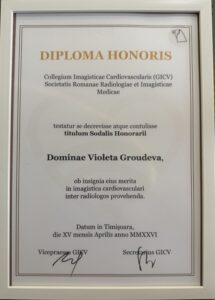 DIPLOMA HONORIS
Collegium Imagisticae Cardiovascularis (GICV)
Societatis Romanae Radiologiae et Imagisticae
Medicae
testatur se decrevisse atque contulisse
titulum Sodalis Honorarii
Dominae Violeta Groudeva,
ob insignia eius merita
in imagistica cardiovasculari
inter radiologos provehenda.
Datum in Timișoara,
die XV mensis Aprilis anno MMXXVI
Vicepraeses GICV Secretarius GICV